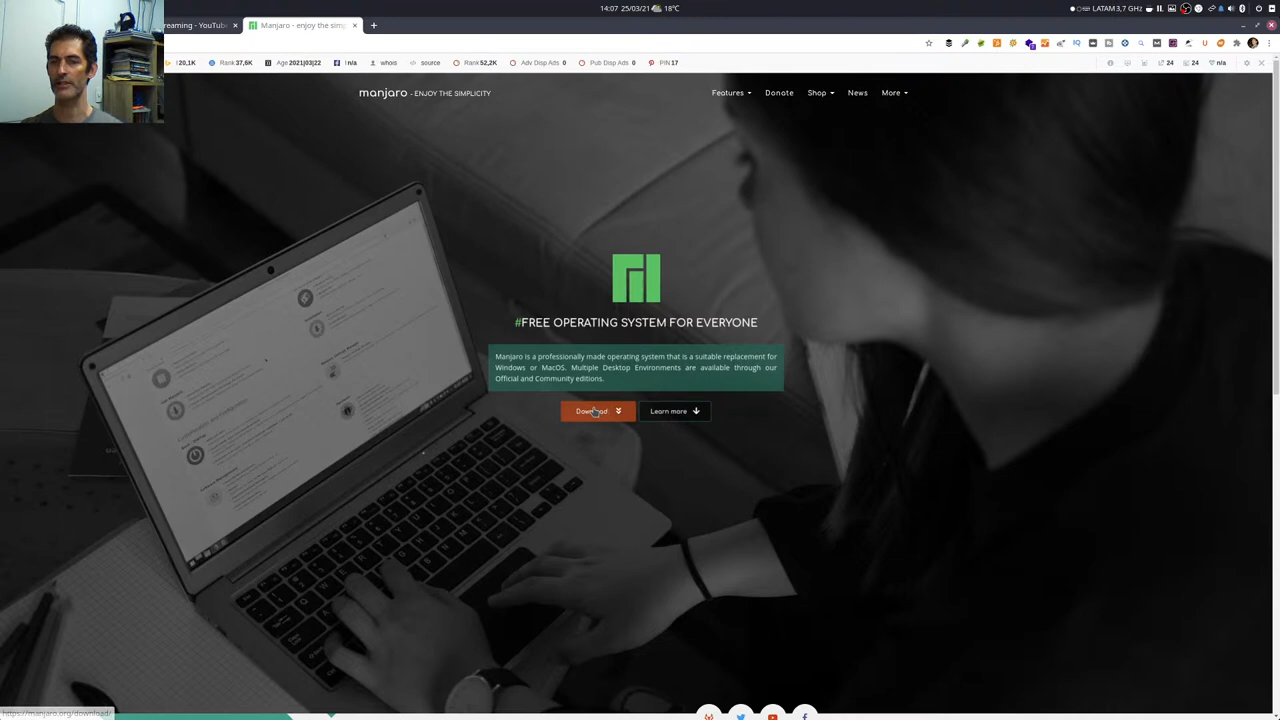 14:07 25/03/21 18°C
LATAM 3,7 GHz
reaming - YouTube
Manjaro - enjoy the simp
I 20,1K
Rank 37,6K
Age 2021|03|22
I n/a
whois
source
Rank 52,2K
Adv Disp Ads 0
Pub Disp Ads 0
PIN 17
24
24
n/a
manjaro - ENJOY THE SIMPLICITY
Features
Donate
Shop
News
More
#FREE OPERATING SYSTEM FOR EVERYONE
Manjaro is a professionally made operating system that is a suitable replacement for
Windows or MacOS. Multiple Desktop Environments are available through our
Official and Community editions.
Download
Learn more
https://manjaro.org/download/